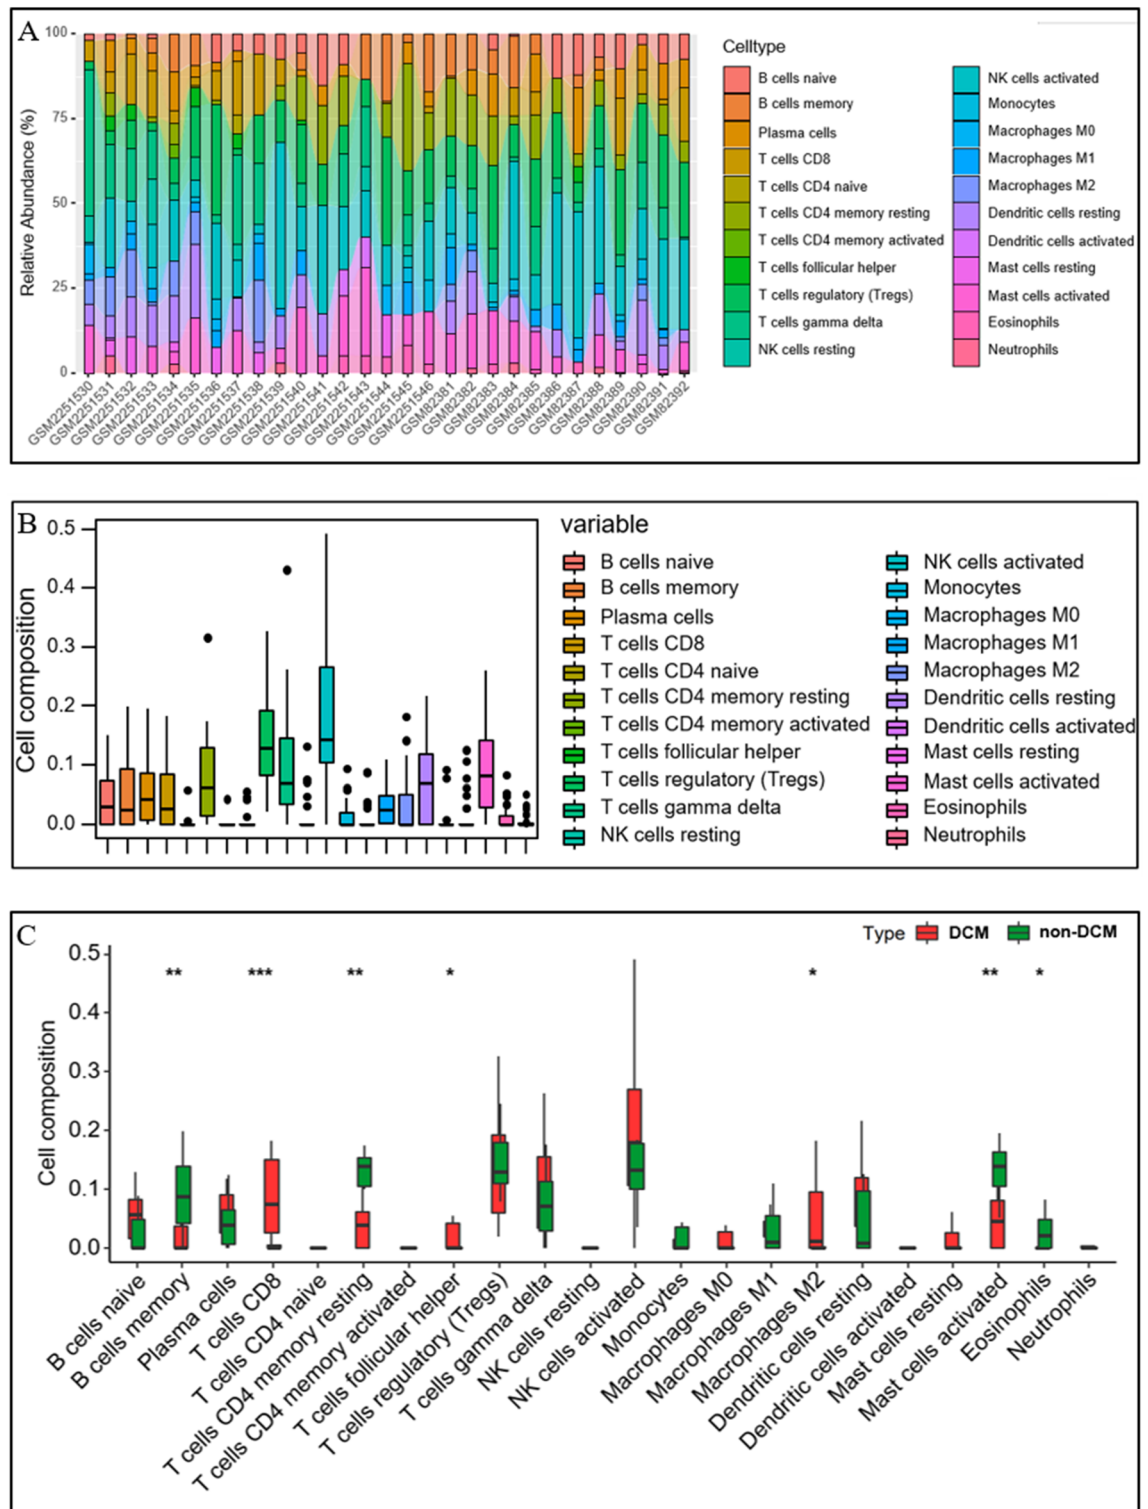 A
100
75
50
25
0
Relative Abundance (%)
GSM2251530
GSM2251531
GSM2251532
GSM2251533
GSM2251534
GSM2251535
GSM2251536
GSM2251537
GSM2251538
GSM2251539
GSM2251540
GSM2251541
GSM2251542
GSM2251543
GSM2251544
GSM2251545
GSM2251546
GSM82381
GSM82382
GSM82383
GSM82384
GSM82385
GSM82386
GSM82387
GSM82388
GSM82389
GSM82390
GSM82391
GSM82392
Celltype
B cells naive
B cells memory
Plasma cells
T cells CD8
T cells CD4 naive
T cells CD4 memory resting
T cells CD4 memory activated
T cells follicular helper
T cells regulatory (Tregs)
T cells gamma delta
NK cells resting
NK cells activated
Monocytes
Macrophages M0
Macrophages M1
Macrophages M2
Dendritic cells resting
Dendritic cells activated
Mast cells resting
Mast cells activated
Eosinophils
Neutrophils
B
0.5
0.4
0.3
0.2
0.1
0.0
Cell composition
variable
B cells naive
B cells memory
Plasma cells
T cells CD8
T cells CD4 naive
T cells CD4 memory resting
T cells CD4 memory activated
T cells follicular helper
T cells regulatory (Tregs)
T cells gamma delta
NK cells resting
NK cells activated
Monocytes
Macrophages M0
Macrophages M1
Macrophages M2
Dendritic cells resting
Dendritic cells activated
Mast cells resting
Mast cells activated
Eosinophils
Neutrophils
C
Type DCM non-DCM
0.5
0.4
0.3
0.2
0.1
0.0
Cell composition
** *** ** * * ** *
B cells naive
B cells memory
Plasma cells
T cells CD8
T cells CD4 naive
T cells CD4 memory resting
T cells CD4 memory activated
T cells follicular helper
T cells regulatory (Tregs)
T cells gamma delta
NK cells resting
NK cells activated
Monocytes
Macrophages M0
Macrophages M1
Macrophages M2
Dendritic cells resting
Dendritic cells activated
Mast cells resting
Mast cells activated
Eosinophils
Neutrophils